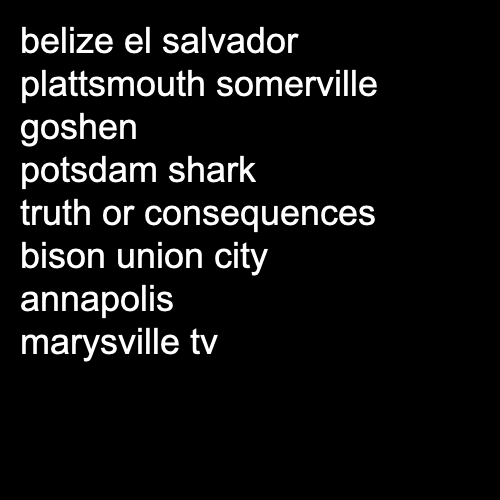 belize el salvador
plattsmouth somerville
goshen
potsdam shark
truth or consequences
bison union city
annapolis
marysville tv